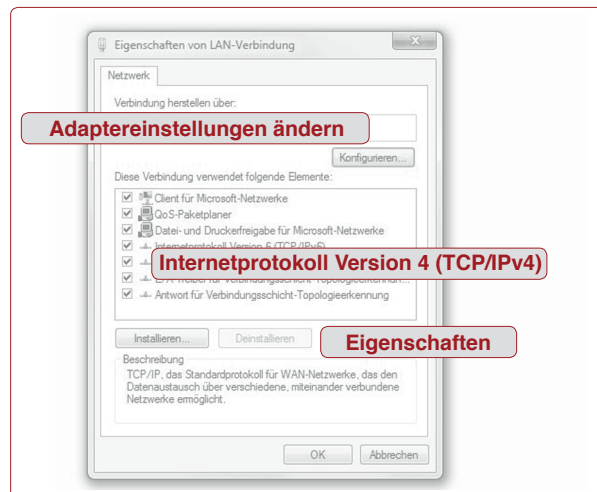 Eigenschaften von LAN-Verbindung
Netzwerk
Verbindung herstellen über:
Adaptereinstellungen ändern
Konfigurieren...
Diese Verbindung verwendet folgende Elemente:
Client für Microsoft-Netzwerke
QoS-Paketplaner
Datei- und Druckerfreigabe für Microsoft-Netzwerke
Internetprotokoll Version 6 (TCP/IPv6)
Internetprotokoll Version 4 (TCP/IPv4)
Antwort für Verbindungsschicht-Topologieerkennung
Installieren...
Deinstallieren
Eigenschaften
Beschreibung
TCP/IP, das Standardprotokoll für WAN-Netzwerke, das den
Datenaustausch über verschiedene, miteinander verbundene
Netzwerke ermöglicht.
OK
Abbrechen